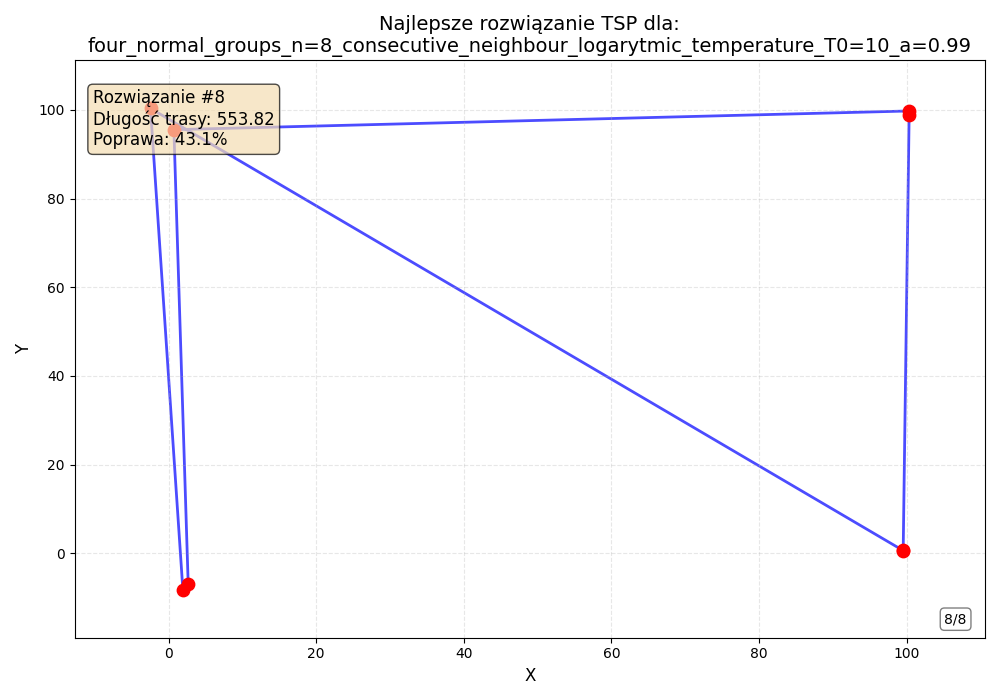 Najlepsze rozwiązanie TSP dla:
four_normal_groups_n=8_consecutive_neighbour_logarytmic_temperature_T0=10_a=0.99
Rozwiązanie #8
Długość trasy: 553.82
Poprawa: 43.1%
100
80
60
40
20
0
Y
8/8
0 20 40 60 80 100
X